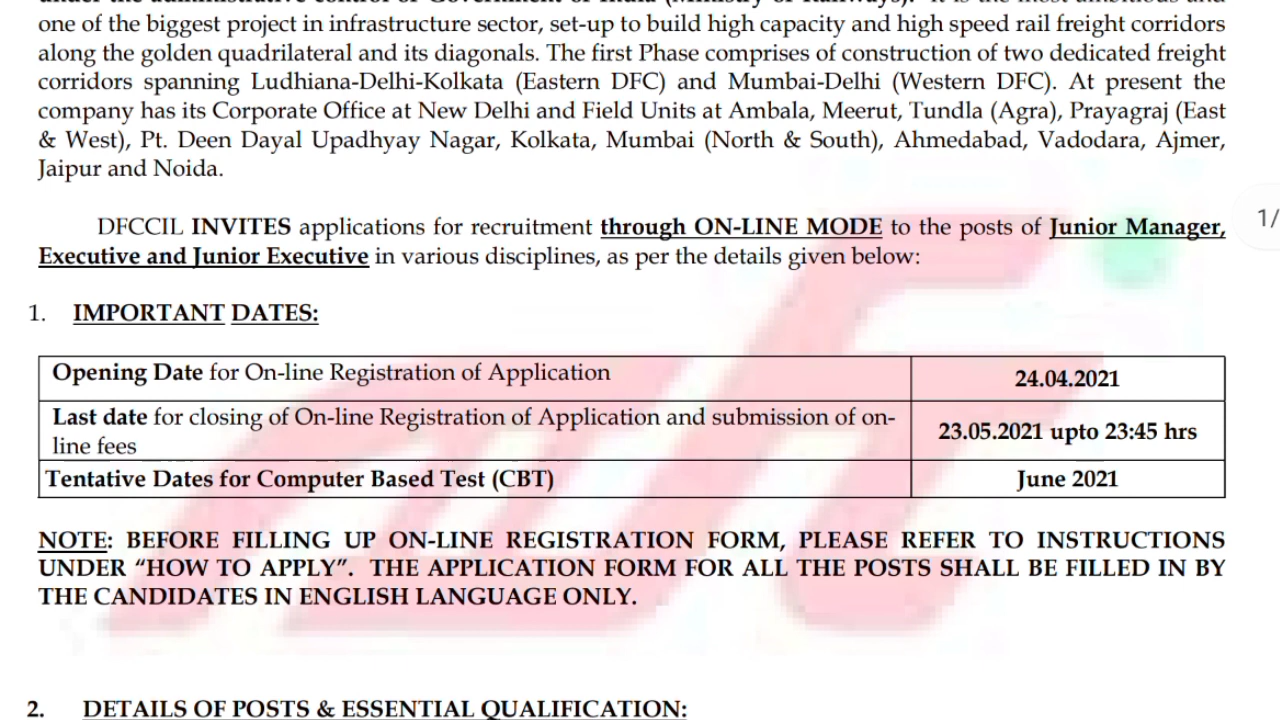 one of the biggest project in infrastructure sector, set-up to build high capacity and high speed rail freight corridors
along the golden quadrilateral and its diagonals. The first Phase comprises of construction of two dedicated freight
corridors spanning Ludhiana-Delhi-Kolkata (Eastern DFC) and Mumbai-Delhi (Western DFC). At present the
company has its Corporate Office at New Delhi and Field Units at Ambala, Meerut, Tundla (Agra), Prayagraj (East
& West), Pt. Deen Dayal Upadhyay Nagar, Kolkata, Mumbai (North & South), Ahmedabad, Vadodara, Ajmer,
Jaipur and Noida.
1/
DFCCIL INVITES applications for recruitment through ON-LINE MODE to the posts of Junior Manager,
Executive and Junior Executive in various disciplines, as per the details given below:
1. IMPORTANT DATES:
Opening Date for On-line Registration of Application 24.04.2021
Last date for closing of On-line Registration of Application and submission of on-
line fees 23.05.2021 upto 23:45 hrs
Tentative Dates for Computer Based Test (CBT) June 2021
NOTE: BEFORE FILLING UP ON-LINE REGISTRATION FORM, PLEASE REFER TO INSTRUCTIONS
UNDER “HOW TO APPLY”. THE APPLICATION FORM FOR ALL THE POSTS SHALL BE FILLED IN BY
THE CANDIDATES IN ENGLISH LANGUAGE ONLY.
2. DETAILS OF POSTS & ESSENTIAL QUALIFICATION: